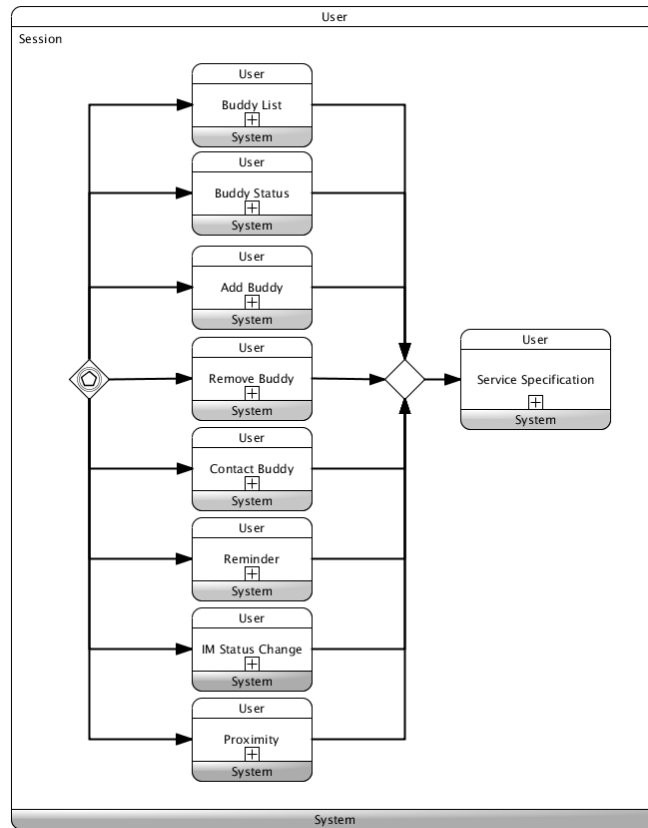 User
Session
User
Buddy List
System
User
Buddy Status
System
User
Add Buddy
System
User
Remove Buddy
System
User
Service Specification
System
User
Contact Buddy
System
User
Reminder
System
User
IM Status Change
System
User
Proximity
System
System